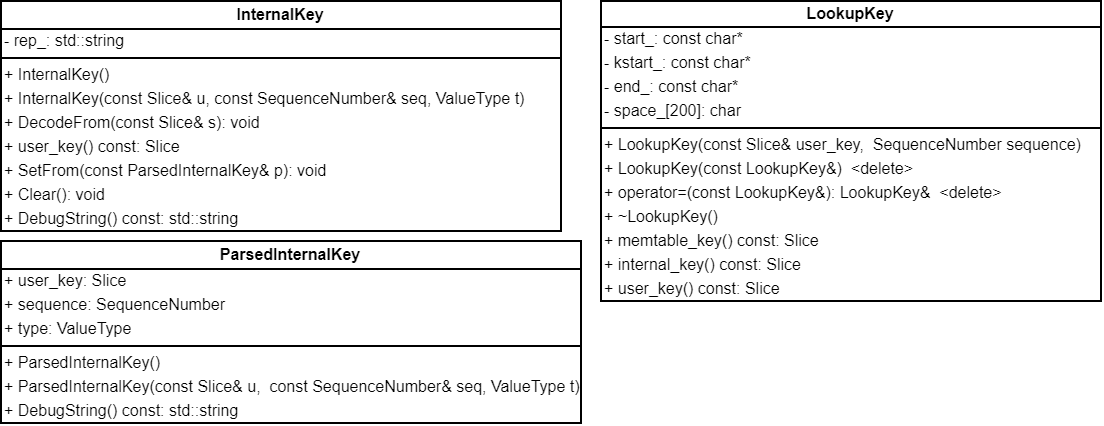 InternalKey
- rep_: std::string
+ InternalKey()
+ InternalKey(const Slice& u, const SequenceNumber& seq, ValueType t)
+ DecodeFrom(const Slice& s): void
+ user_key() const: Slice
+ SetFrom(const ParsedInternalKey& p): void
+ Clear(): void
+ DebugString() const: std::string
ParsedInternalKey
+ user_key: Slice
+ sequence: SequenceNumber
+ type: ValueType
+ ParsedInternalKey()
+ ParsedInternalKey(const Slice& u,  const SequenceNumber& seq, ValueType t)
+ DebugString() const: std::string
LookupKey
- start_: const char*
- kstart_: const char*
- end_: const char*
- space_[200]: char
+ LookupKey(const Slice& user_key,  SequenceNumber sequence)
+ LookupKey(const LookupKey&)  <delete>
+ operator=(const LookupKey&): LookupKey&  <delete>
+ ~LookupKey()
+ memtable_key() const: Slice
+ internal_key() const: Slice
+ user_key() const: Slice